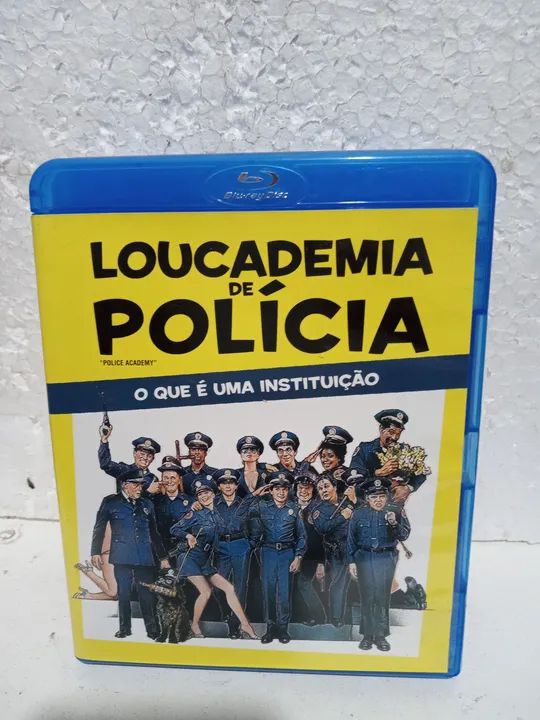 Blu-ray Disc
LOUCADEMIA
DE
POLÍCIA
"POLICE ACADEMY"
O QUE É UMA INSTITUIÇÃO